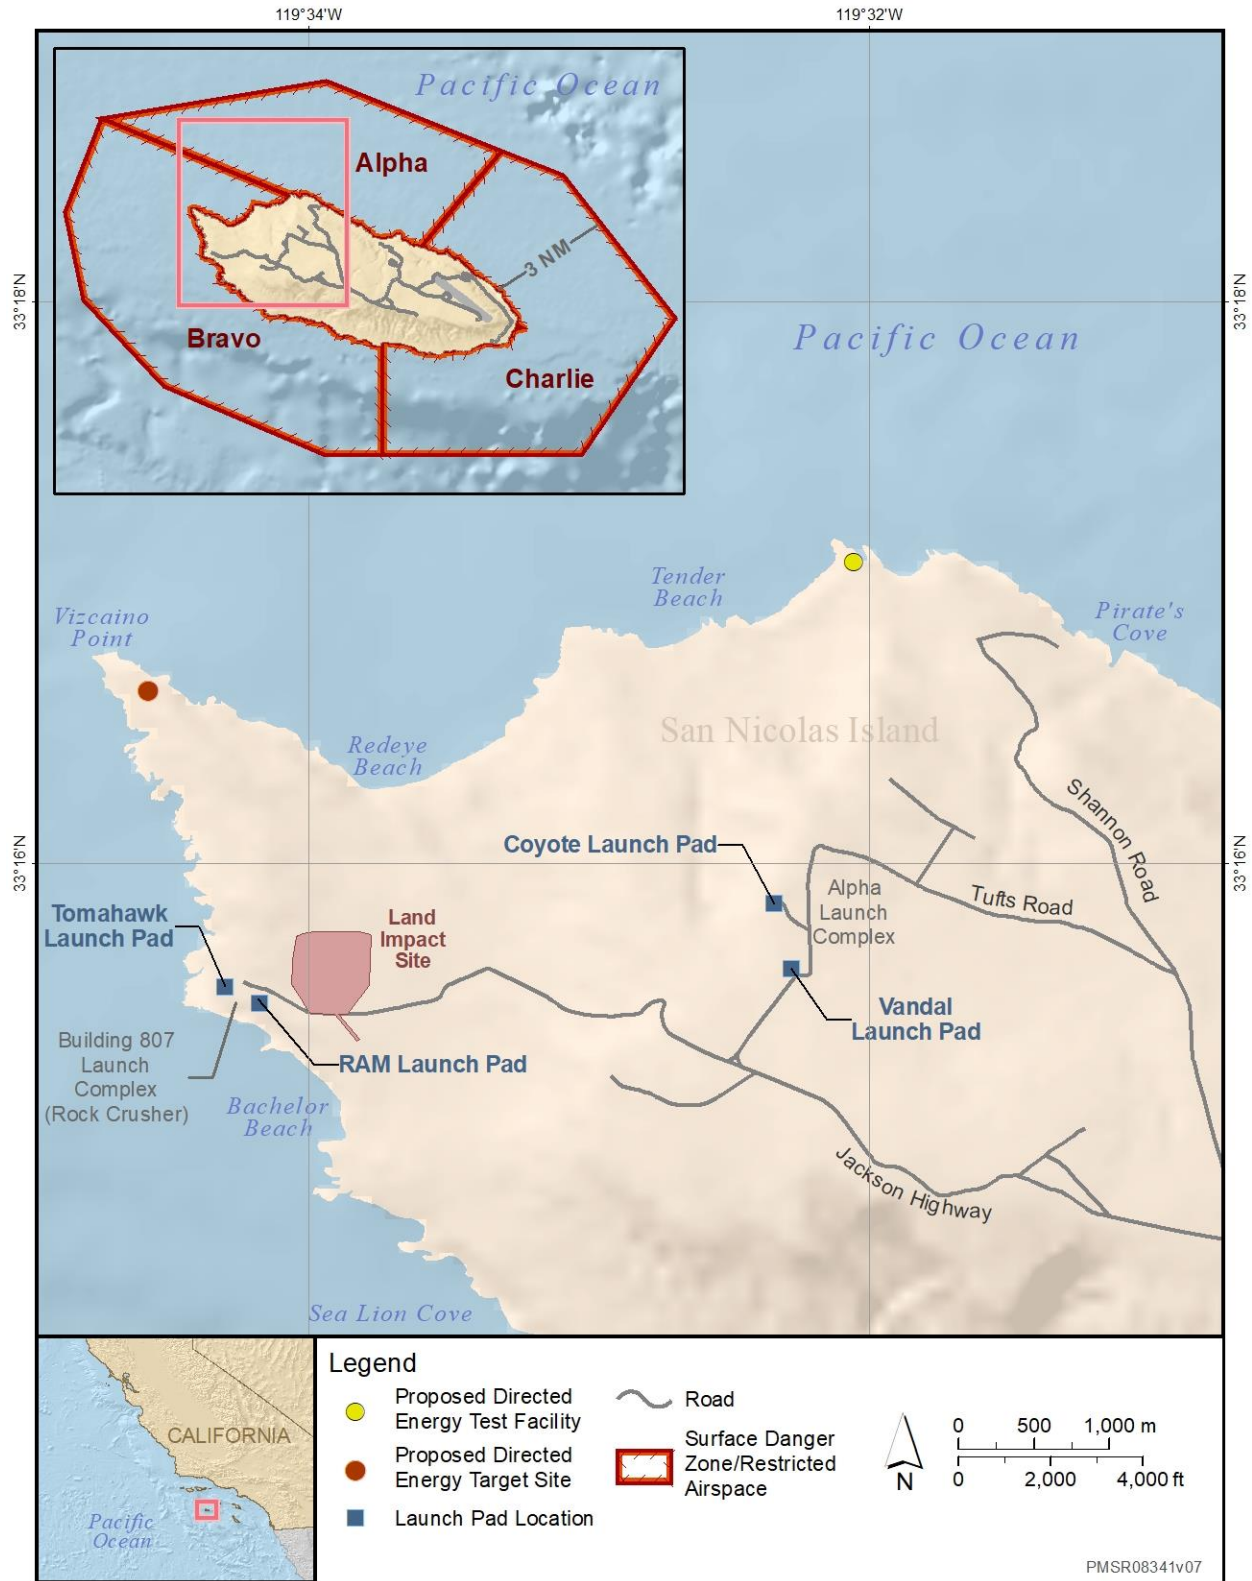 119°34'W
119°32'W
Pacific Ocean
Alpha
3 NM
Bravo
Charlie
33°18'N
33°18'N
Pacific Ocean
Tender
Beach
Vizcaino
Point
Pirate's
Cove
San Nicolas Island
Redeye
Beach
Shannon Road
Coyote Launch Pad
33°16'N
33°16'N
Alpha
Launch
Complex
Tufts Road
Tomahawk
Launch Pad
Land
Impact
Site
Vandal
Launch Pad
Building 807
Launch
Complex
(Rock Crusher)
RAM Launch Pad
Bachelor
Beach
Jackson Highway
Sea Lion Cove
CALIFORNIA
Pacific
Ocean
Legend
Proposed Directed
Energy Test Facility
Proposed Directed
Energy Target Site
Launch Pad Location
Road
Surface Danger
Zone/Restricted
Airspace
N
0 500 1,000 m
0 2,000 4,000 ft
PMSR08341v07